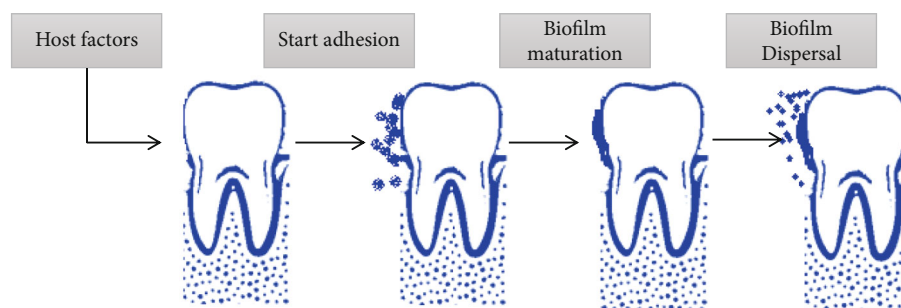 Host factors
Start adhesion
Biofilm
maturation
Biofilm
Dispersal